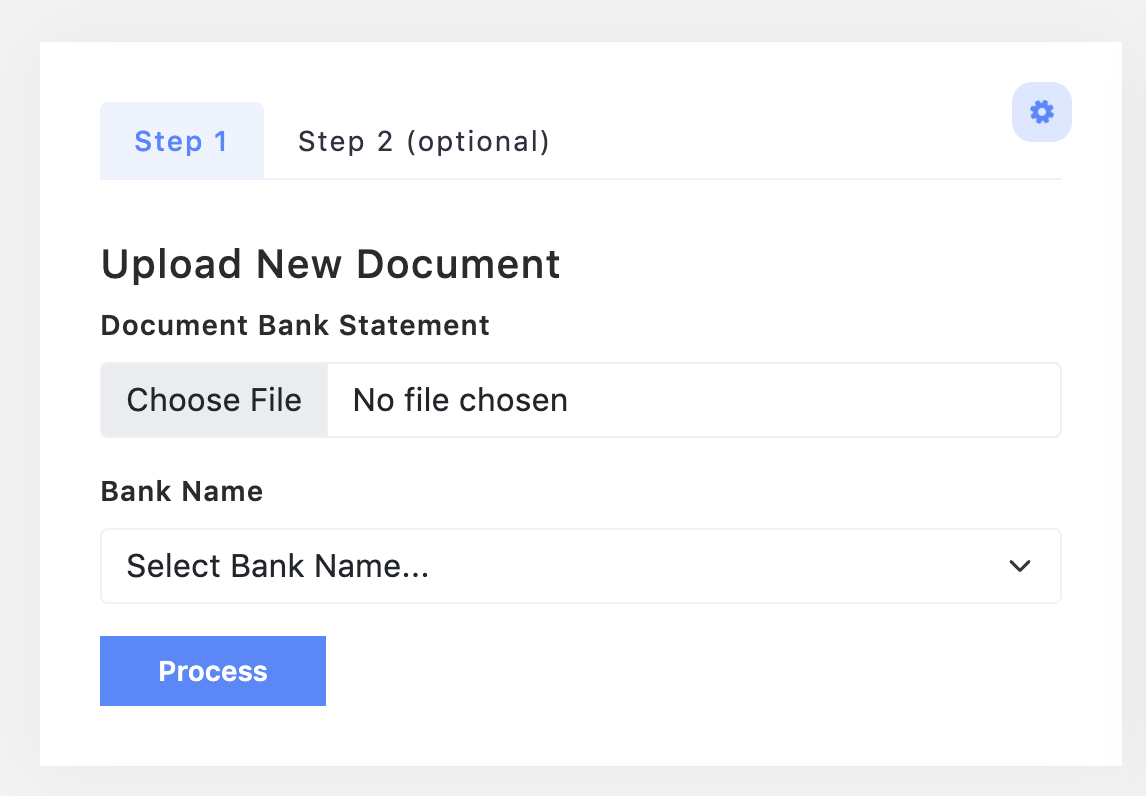 Step 1
Step 2 (optional)
Upload New Document
Document Bank Statement
Choose File
No file chosen
Bank Name
Select Bank Name...
Process